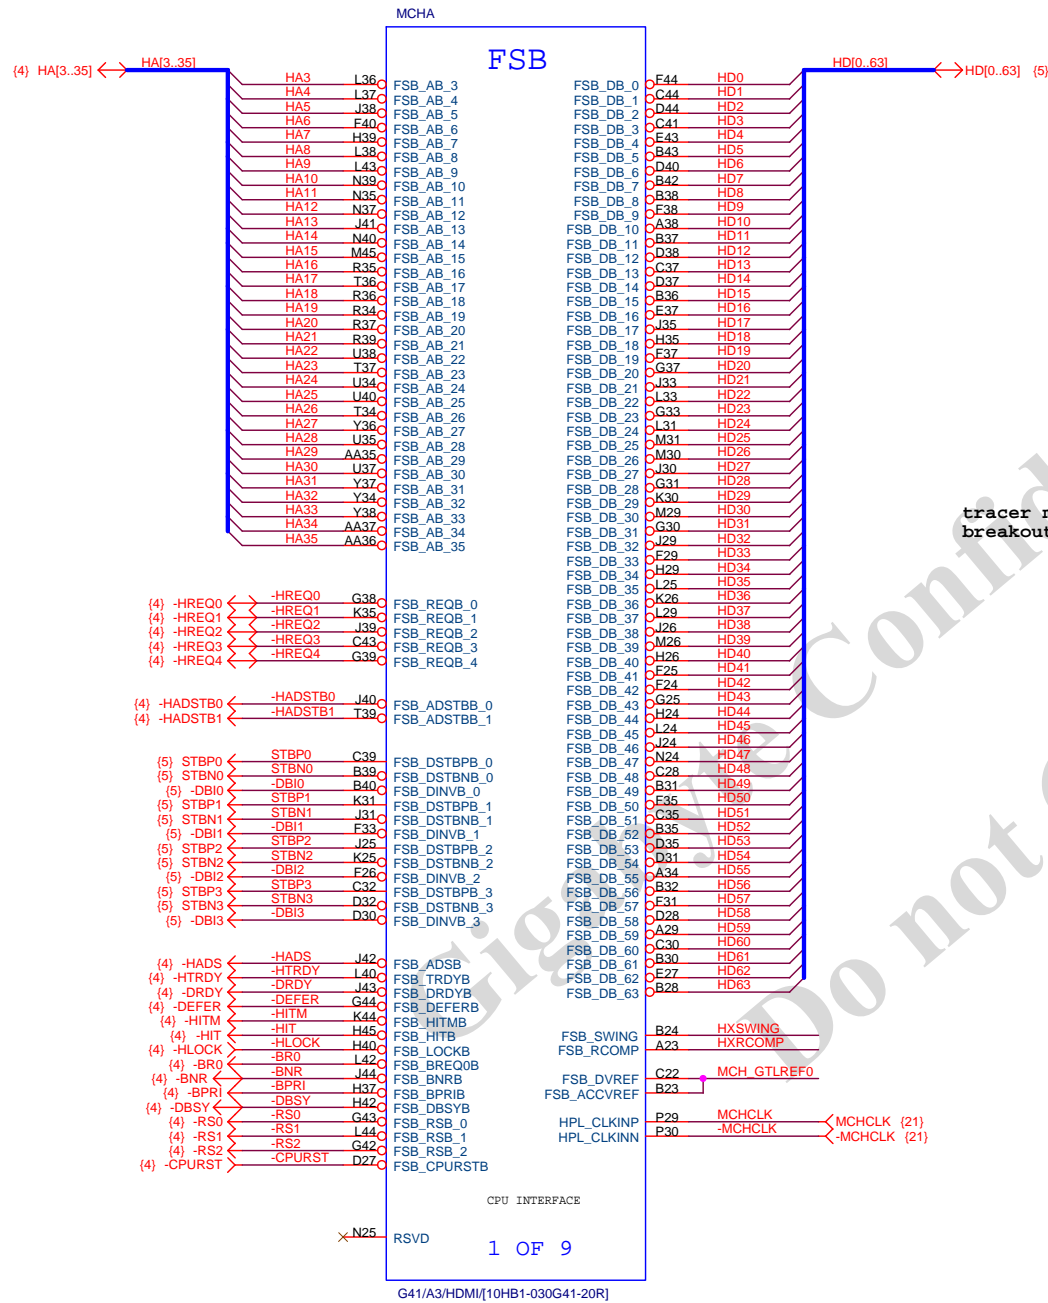 MCHA
FSB
{4} HA[3..35] HA[3..35] HD[0..63] HD[0..63] {5}
HA3 L36 FSB_AB_3 FSB_DB_0 F44 HD0
HA4 L37 FSB_AB_4 FSB_DB_1 C44 HD1
HA5 J38 FSB_AB_5 FSB_DB_2 D44 HD2
HA6 F40 FSB_AB_6 FSB_DB_3 C41 HD3
HA7 H39 FSB_AB_7 FSB_DB_4 E43 HD4
HA8 L38 FSB_AB_8 FSB_DB_5 B43 HD5
HA9 L43 FSB_AB_9 FSB_DB_6 D40 HD6
HA10 N39 FSB_AB_10 FSB_DB_7 B42 HD7
HA11 N35 FSB_AB_11 FSB_DB_8 B38 HD8
HA12 N37 FSB_AB_12 FSB_DB_9 F38 HD9
HA13 J41 FSB_AB_13 FSB_DB_10 A38 HD10
HA14 N40 FSB_AB_14 FSB_DB_11 B37 HD11
HA15 M45 FSB_AB_15 FSB_DB_12 D38 HD12
HA16 R35 FSB_AB_16 FSB_DB_13 C37 HD13
HA17 T36 FSB_AB_17 FSB_DB_14 D37 HD14
HA18 R36 FSB_AB_18 FSB_DB_15 B36 HD15
HA19 R34 FSB_AB_19 FSB_DB_16 E37 HD16
HA20 R37 FSB_AB_20 FSB_DB_17 J35 HD17
HA21 R39 FSB_AB_21 FSB_DB_18 H35 HD18
HA22 U38 FSB_AB_22 FSB_DB_19 F37 HD19
HA23 T37 FSB_AB_23 FSB_DB_20 G37 HD20
HA24 U34 FSB_AB_24 FSB_DB_21 J33 HD21
HA25 U40 FSB_AB_25 FSB_DB_22 L33 HD22
HA26 T34 FSB_AB_26 FSB_DB_23 G33 HD23
HA27 Y36 FSB_AB_27 FSB_DB_24 L31 HD24
HA28 U35 FSB_AB_28 FSB_DB_25 M31 HD25
HA29 AA35 FSB_AB_29 FSB_DB_26 M30 HD26
HA30 U37 FSB_AB_30 FSB_DB_27 J30 HD27
HA31 Y37 FSB_AB_31 FSB_DB_28 G31 HD28
HA32 Y34 FSB_AB_32 FSB_DB_29 K30 HD29
HA33 Y38 FSB_AB_33 FSB_DB_30 M29 HD30
HA34 AA37 FSB_AB_34 FSB_DB_31 G30 HD31
HA35 AA36 FSB_AB_35 FSB_DB_32 J29 HD32
tracer
breakout
FSB_DB_33 F29 HD33
FSB_DB_34 H29 HD34
FSB_DB_35 L25 HD35
{4} -HREQ0 -HREQ0 G38 FSB_REQB_0 FSB_DB_36 K26 HD36
{4} -HREQ1 -HREQ1 K35 FSB_REQB_1 FSB_DB_37 L29 HD37
{4} -HREQ2 -HREQ2 J39 FSB_REQB_2 FSB_DB_38 J26 HD38
{4} -HREQ3 -HREQ3 C43 FSB_REQB_3 FSB_DB_39 M26 HD39
{4} -HREQ4 -HREQ4 G39 FSB_REQB_4 FSB_DB_40 H26 HD40
FSB_DB_41 F25 HD41
FSB_DB_42 F24 HD42
{4} -HADSTB0 -HADSTB0 J40 FSB_ADSTBB_0 FSB_DB_43 G25 HD43
{4} -HADSTB1 -HADSTB1 T39 FSB_ADSTBB_1 FSB_DB_44 H24 HD44
FSB_DB_45 L24 HD45
FSB_DB_46 J24 HD46
{5} STBP0 STBP0 C39 FSB_DSTBPB_0 FSB_DB_47 N24 HD47
{5} STBN0 STBN0 B39 FSB_DSTBNB_0 FSB_DB_48 C28 HD48
{5} -DBI0 -DBI0 B40 FSB_DINVB_0 FSB_DB_49 B31 HD49
{5} STBP1 STBP1 K31 FSB_DSTBPB_1 FSB_DB_50 F35 HD50
{5} STBN1 STBN1 J31 FSB_DSTBNB_1 FSB_DB_51 C35 HD51
{5} -DBI1 -DBI1 F33 FSB_DINVB_1 FSB_DB_52 B35 HD52
{5} STBP2 STBP2 J25 FSB_DSTBPB_2 FSB_DB_53 D35 HD53
{5} STBN2 STBN2 K25 FSB_DSTBNB_2 FSB_DB_54 D31 HD54
{5} -DBI2 -DBI2 F26 FSB_DINVB_2 FSB_DB_55 A34 HD55
{5} STBP3 STBP3 C32 FSB_DSTBPB_3 FSB_DB_56 B32 HD56
{5} STBN3 STBN3 D32 FSB_DSTBNB_3 FSB_DB_57 F31 HD57
{5} -DBI3 -DBI3 D30 FSB_DINVB_3 FSB_DB_58 D28 HD58
FSB_DB_59 A29 HD59
FSB_DB_60 C30 HD60
{4} -HADS -HADS J42 FSB_ADSB FSB_DB_61 B30 HD61
{4} -HTRDY -HTRDY L40 FSB_TRDYB FSB_DB_62 E27 HD62
{4} -DRDY -DRDY J43 FSB_DRDYB FSB_DB_63 B28 HD63
{4} -DEFER -DEFER G44 FSB_DEFERB
{4} -HITM -HITM K44 FSB_HITMB
{4} -HIT -HIT H45 FSB_HITB FSB_SWING B24 HXSWING
{4} -HLOCK -HLOCK H40 FSB_LOCKB FSB_RCOMP A23 HXRCOMP
{4} -BR0 -BR0 L42 FSB_BREQ0B
{4} -BNR -BNR J44 FSB_BNRB FSB_DVREF C22 MCH_GTLREF0
{4} -BPRI -BPRI H37 FSB_BPRIB FSB_ACCVREF B23
{4} -DBSY -DBSY H42 FSB_DBSYB
{4} -RS0 -RS0 G43 FSB_RSB_0 HPL_CLKINP P29 MCHCLK MCHCLK {21}
{4} -RS1 -RS1 L44 FSB_RSB_1 HPL_CLKINN P30 -MCHCLK -MCHCLK {21}
{4} -RS2 -RS2 G42 FSB_RSB_2
{4} -CPURST -CPURST D27 FSB_CPURSTB
CPU INTERFACE
N25 RSVD
1 OF 9
G41/A3/HDMI/[10HB1-030G41-20R]
Gigabyte Confid
Do not